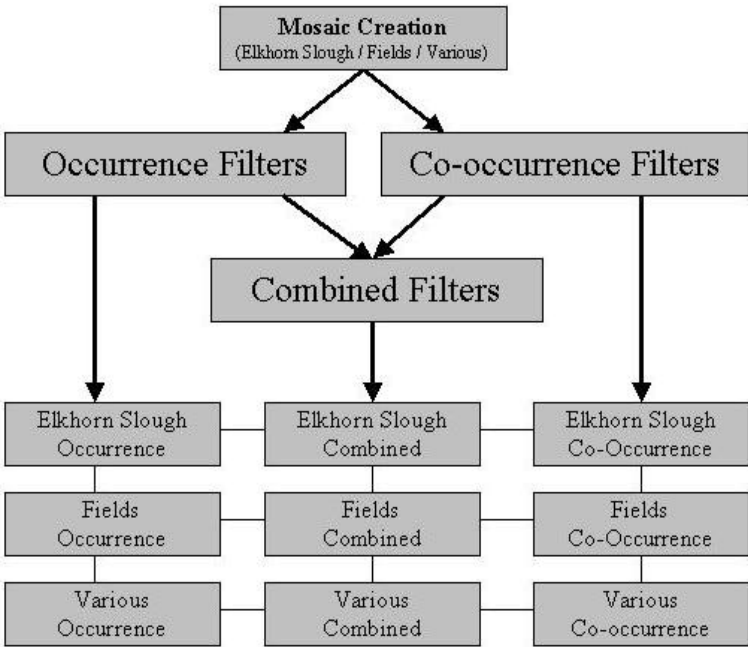 Mosaic Creation
(Elkhorn Slough / Fields / Various)
Occurrence Filters
Co-occurrence Filters
Combined Filters
Elkhorn Slough
Occurrence
Elkhorn Slough
Combined
Elkhorn Slough
Co-Occurrence
Fields
Occurrence
Fields
Combined
Fields
Co-Occurrence
Various
Occurrence
Various
Combined
Various
Co-occurrence